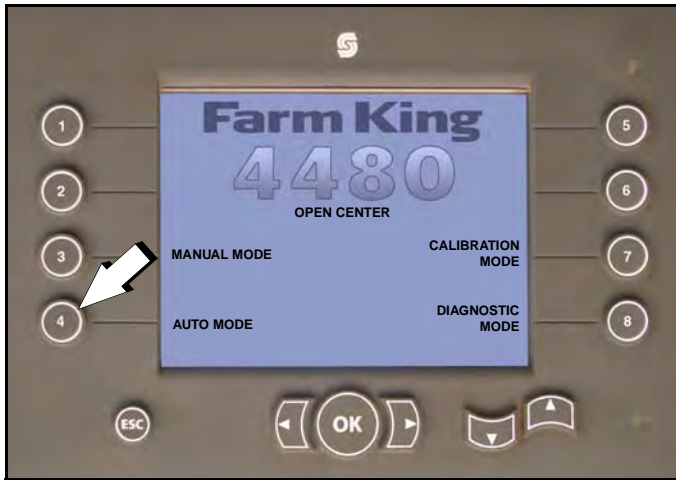 Farm King
4480
OPEN CENTER
1
5
2
6
3
MANUAL MODE
CALIBRATION
MODE
7
4
AUTO MODE
DIAGNOSTIC
MODE
8
ESC
OK